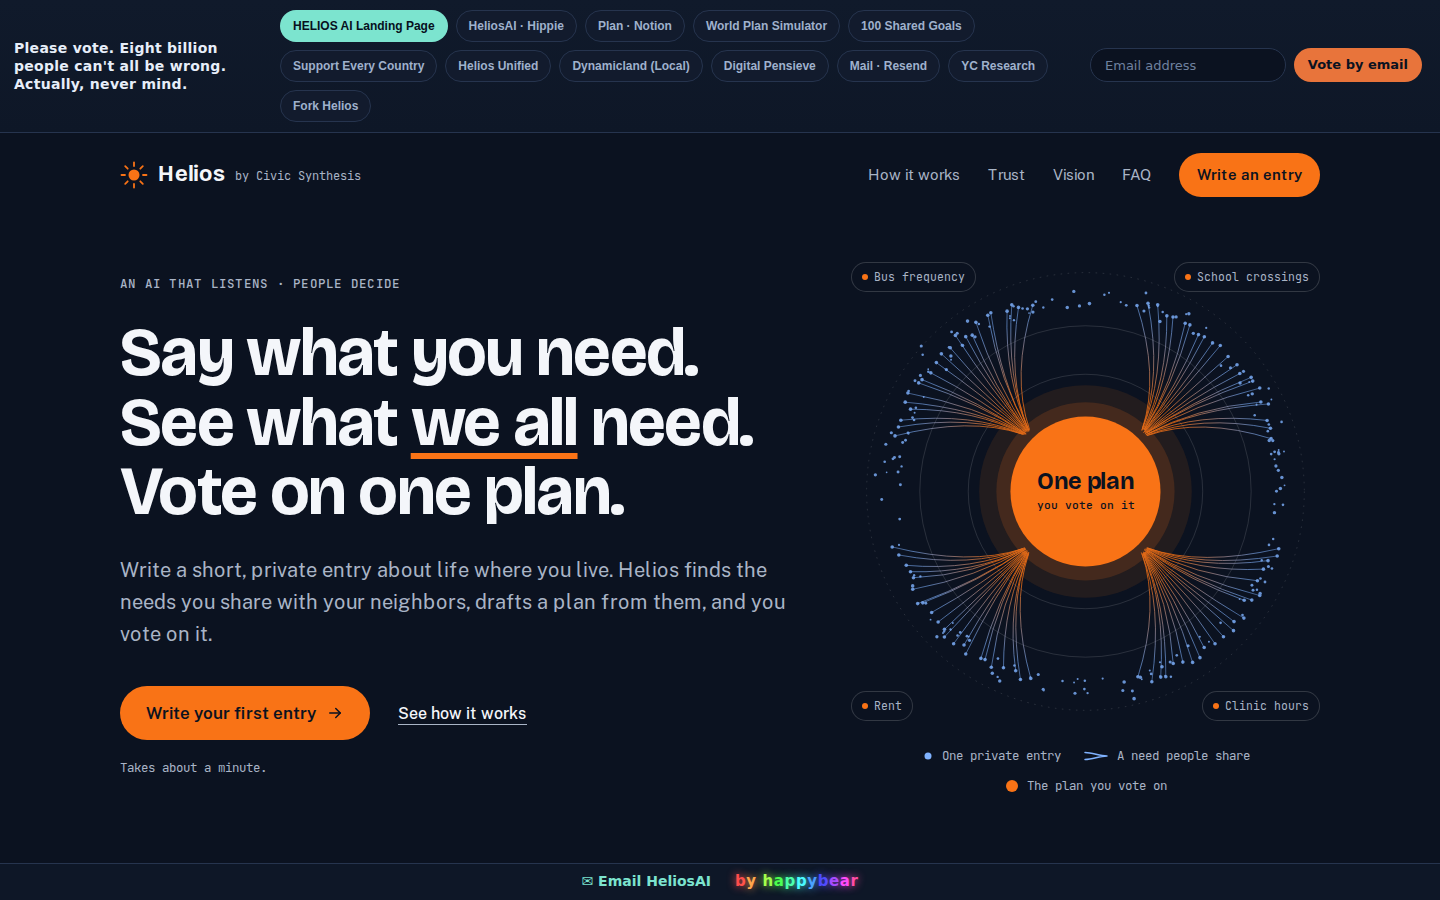 Please vote. Eight billion
people can't all be wrong.
Actually, never mind.
HELIOS AI Landing Page
HeliosAI · Hippie
Plan · Notion
World Plan Simulator
100 Shared Goals
Support Every Country
Helios Unified
Dynamicland (Local)
Digital Pensieve
Mail · Resend
YC Research
Fork Helios
Email address
Vote by email
Helios by Civic Synthesis
How it works
Trust
Vision
FAQ
Write an entry
AN AI THAT LISTENS · PEOPLE DECIDE
Say what you need.
See what we all need.
Vote on one plan.
Write a short, private entry about life where you live. Helios finds the
needs you share with your neighbors, drafts a plan from them, and you
vote on it.
Write your first entry →
See how it works
Takes about a minute.
Bus frequency
School crossings
One plan
you vote on it
Rent
Clinic hours
One private entry
A need people share
The plan you vote on
✉ Email HeliosAI
by happybear